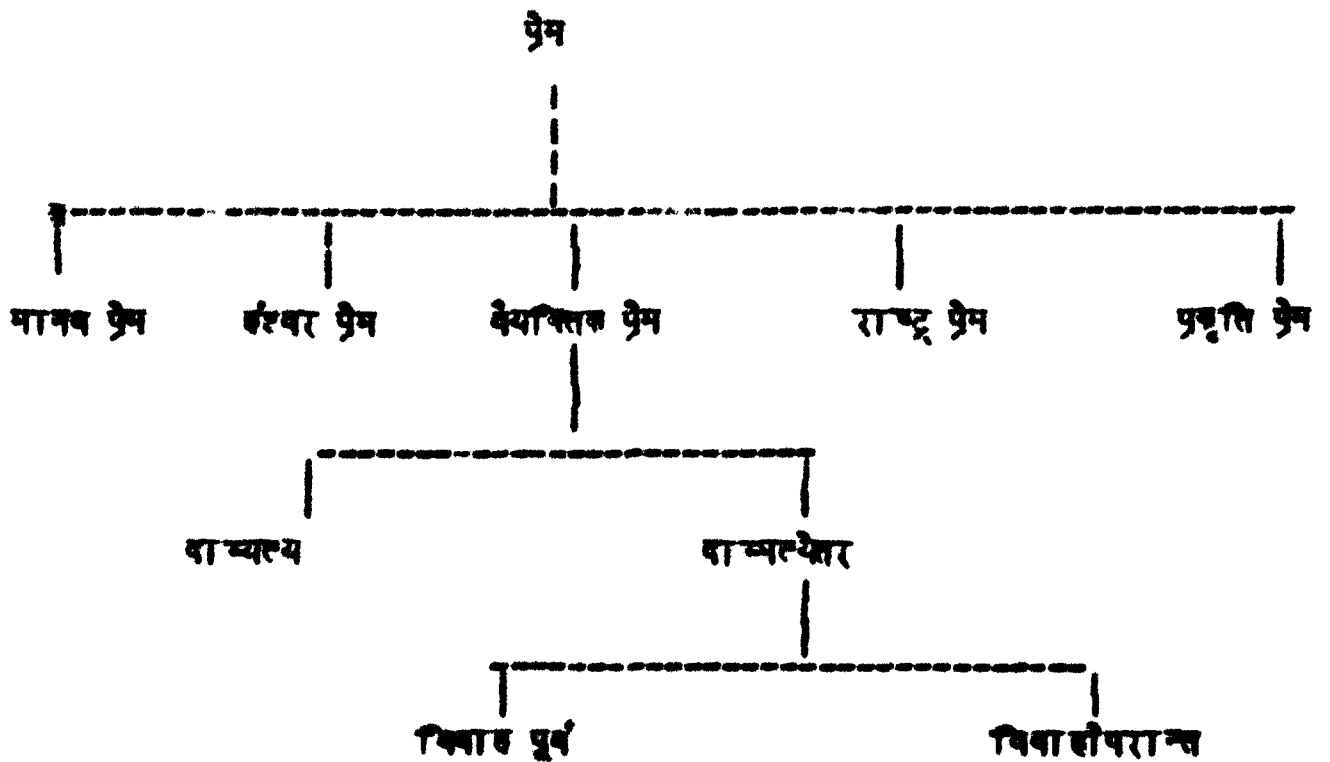 प्रेम
मानव प्रेम ईश्वर प्रेम वैयक्तिक प्रेम राष्ट्र प्रेम प्रकृति प्रेम
दाम्पत्य दाम्पत्येतर
विवाह पूर्व विवाहोपरान्त